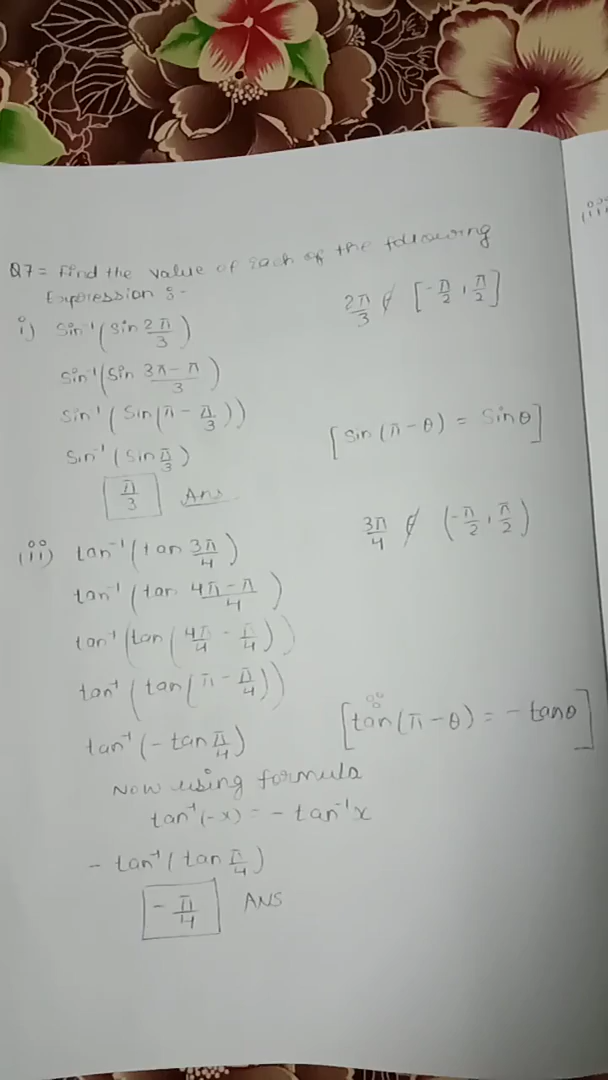 Q7 = Find the value of each of the following
Expression :-
i) sin⁻¹(sin 2π/3)    2π/3 ∉ [-π/2, π/2]
sin⁻¹(sin 3π-π/3)
sin⁻¹(sin(π - π/3))    [sin(π-θ) = sinθ]
sin⁻¹(sin π/3)
π/3 Ans.
(ii) tan⁻¹(tan 3π/4)    3π/4 ∉ (-π/2, π/2)
tan⁻¹(tan 4π-π/4)
tan⁻¹(tan(4π/4 - π/4))
tan⁻¹(tan(π - π/4))
tan⁻¹(-tan π/4)    [tan(π-θ) = -tanθ]
Now using formula
tan⁻¹(-x) = - tan⁻¹x
- tan⁻¹(tan π/4)
-π/4 ANS
(iii